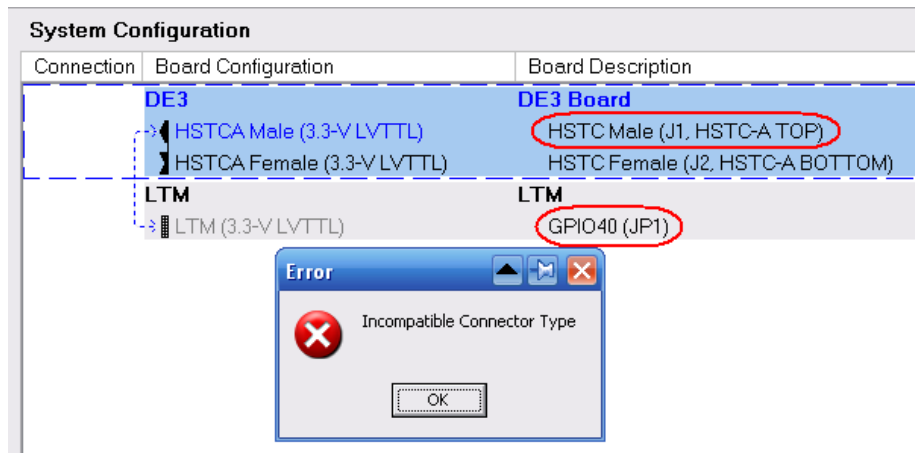 System Configuration
Connection Board Configuration Board Description
DE3 DE3 Board
HSTCA Male (3.3-V LVTTL) HSTC Male (J1, HSTC-A TOP)
HSTCA Female (3.3-V LVTTL) HSTC Female (J2, HSTC-A BOTTOM)
LTM LTM
LTM (3.3-V LVTTL) GPIO40 (JP1)
Error
Incompatible Connector Type
OK